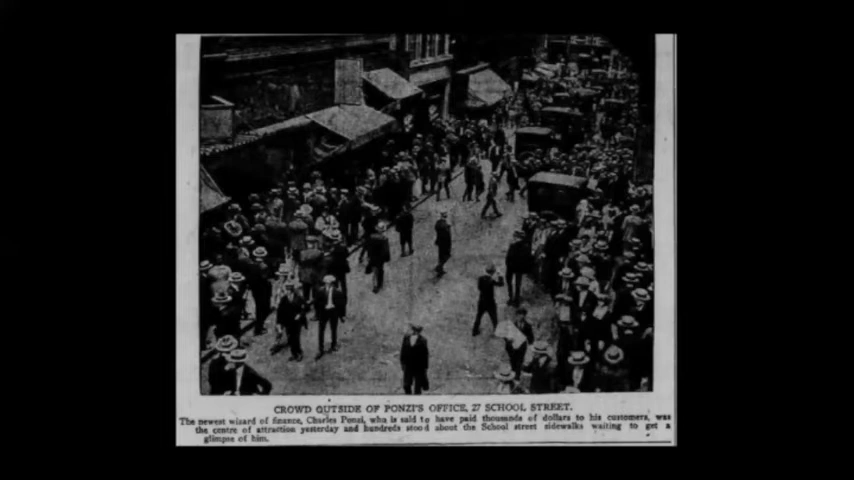 CROWD OUTSIDE OF PONZI'S OFFICE, 27 SCHOOL STREET.
The newest wizard of finance, Charles Ponzi, who is said to have paid thounds of dollars to his customers, was
the centre of attraction yesterday and hundreds stood about the School street sidewalks waiting to get a
glimpse of him.